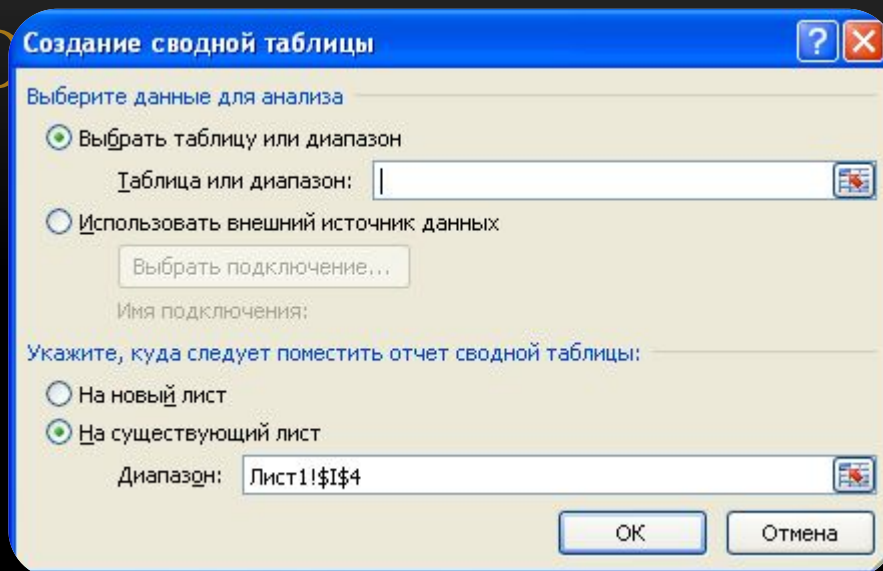 Создание сводной таблицы
Выберите данные для анализа
Выбрать таблицу или диапазон
Таблица или диапазон:
Использовать внешний источник данных
Выбрать подключение...
Имя подключения:
Укажите, куда следует поместить отчет сводной таблицы:
На новый лист
На существующий лист
Диапазон: Лист1!$I$4
ОК Отмена